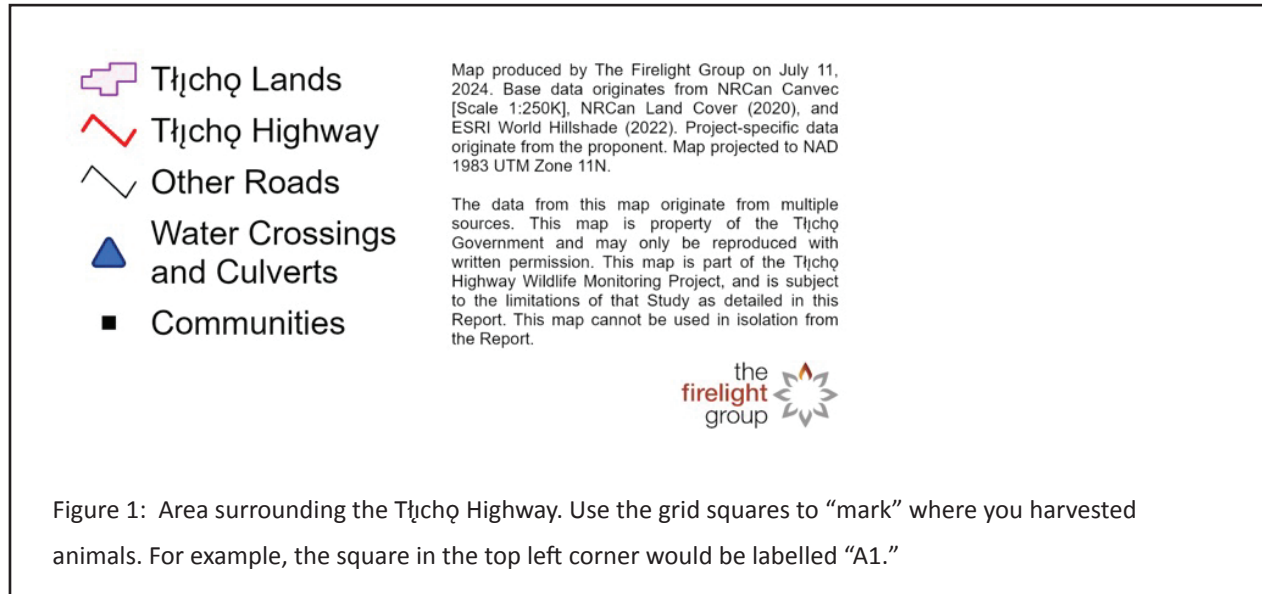 Tłı̨chǫ Lands
Tłı̨chǫ Highway
Other Roads
Water Crossings
and Culverts
Communities
Map produced by The Firelight Group on July 11,
2024. Base data originates from NRCan Canvec
[Scale 1:250K], NRCan Land Cover (2020), and
ESRI World Hillshade (2022). Project-specific data
originate from the proponent. Map projected to NAD
1983 UTM Zone 11N.
The data from this map originate from multiple
sources. This map is property of the Tłı̨chǫ
Government and may only be reproduced with
written permission. This map is part of the Tłı̨chǫ
Highway Wildlife Monitoring Project, and is subject
to the limitations of that Study as detailed in this
Report. This map cannot be used in isolation from
the Report.
the
firelight
group
Figure 1: Area surrounding the Tłı̨chǫ Highway. Use the grid squares to “mark” where you harvested
animals. For example, the square in the top left corner would be labelled “A1.”